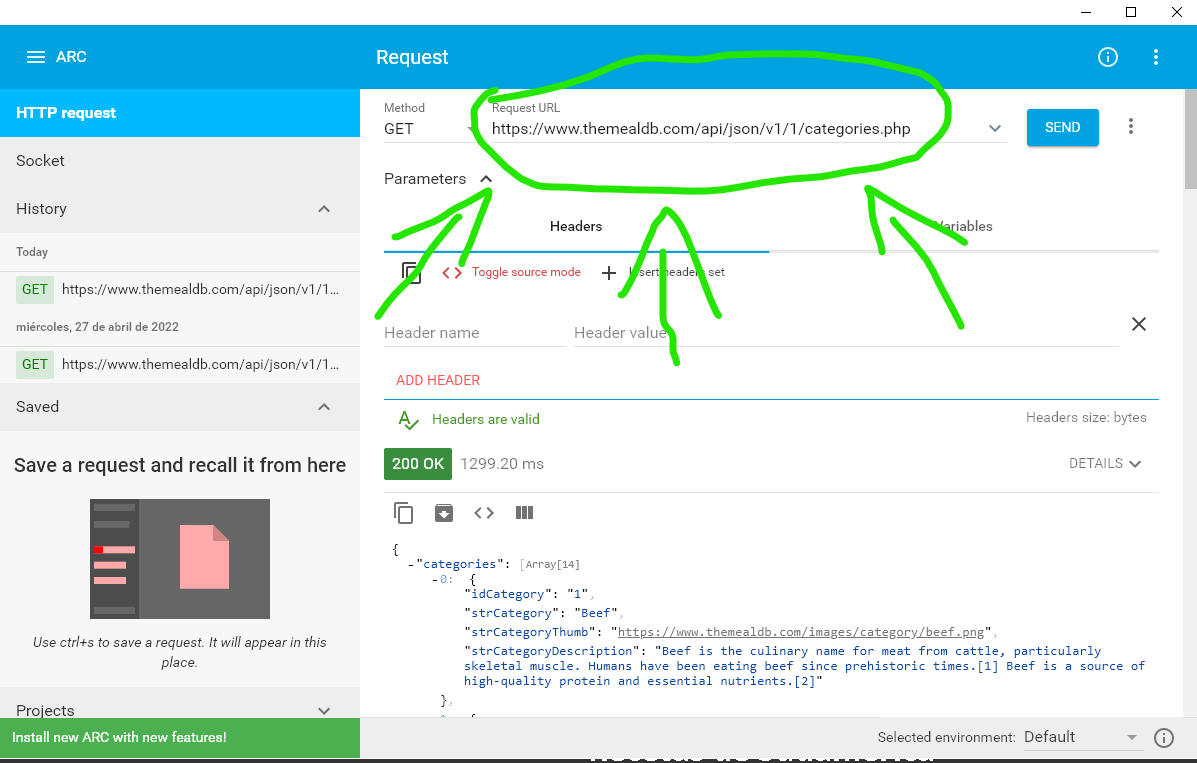 ARC
Request
HTTP request
Socket
History
Today
GET https://www.themealdb.com/api/json/v1/1...
miércoles, 27 de abril de 2022
GET https://www.themealdb.com/api/json/v1/1...
Saved
Save a request and recall it from here
Use ctrl+s to save a request. It will appear in this
place.
Projects
Install new ARC with new features!
Method
Request URL
GET
https://www.themealdb.com/api/json/v1/1/categories.php
SEND
Parameters
Headers
Variables
Toggle source mode
Insert headers set
Header name
Header value
ADD HEADER
Headers are valid
Headers size: bytes
200 OK 1299.20 ms
DETAILS
{
-"categories": [Array[14]
-0: {
"idCategory": "1",
"strCategory": "Beef",
"strCategoryThumb": "https://www.themealdb.com/images/category/beef.png",
"strCategoryDescription": "Beef is the culinary name for meat from cattle, particularly
skeletal muscle. Humans have been eating beef since prehistoric times.[1] Beef is a source of
high-quality protein and essential nutrients.[2]"
},
Selected environment: Default